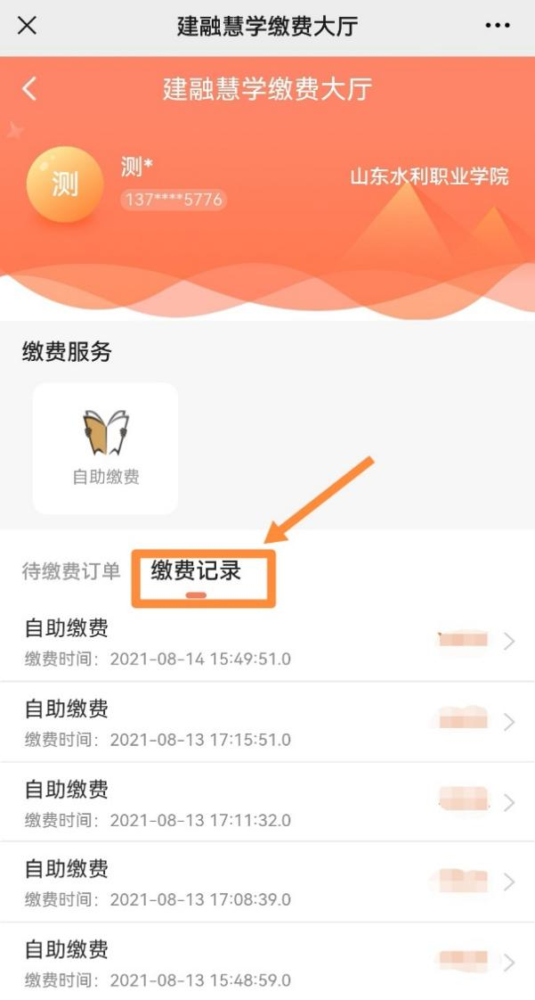 建融慧学缴费大厅
建融慧学缴费大厅
测
测*
137****5776
山东水利职业学院
缴费服务
自助缴费
待缴费订单 缴费记录
自助缴费
缴费时间：2021-08-14 15:49:51.0
自助缴费
缴费时间：2021-08-13 17:15:51.0
自助缴费
缴费时间：2021-08-13 17:11:32.0
自助缴费
缴费时间：2021-08-13 17:08:39.0
自助缴费
缴费时间：2021-08-13 15:48:59.0